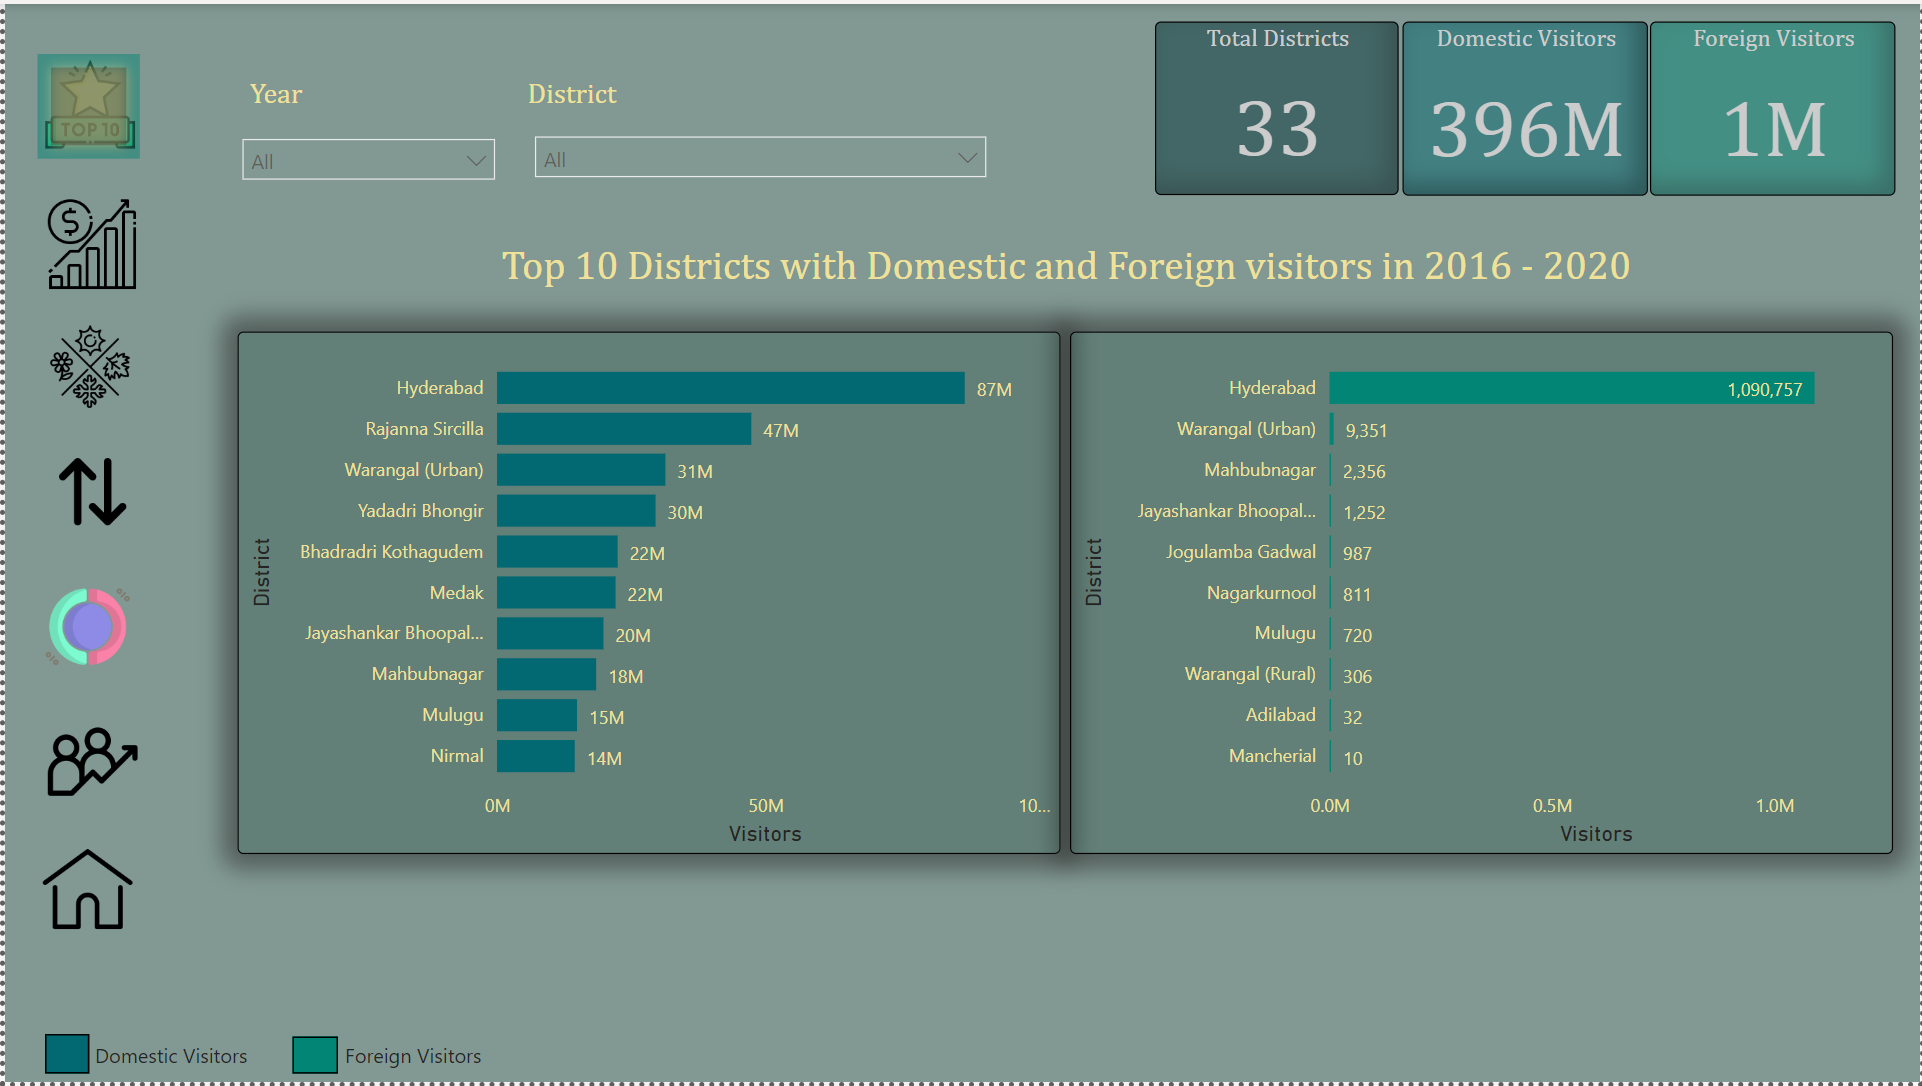 Total Districts
33
Domestic Visitors
396M
Foreign Visitors
1M
TOP 10
Year
All
District
All
Top 10 Districts with Domestic and Foreign visitors in 2016 - 2020
District
Hyderabad 87M
Rajanna Sircilla 47M
Warangal (Urban) 31M
Yadadri Bhongir 30M
Bhadradri Kothagudem 22M
Medak 22M
Jayashankar Bhoopal... 20M
Mahbubnagar 18M
Mulugu 15M
Nirmal 14M
0M 50M 10...
Visitors
District
Hyderabad 1,090,757
Warangal (Urban) 9,351
Mahbubnagar 2,356
Jayashankar Bhoopal... 1,252
Jogulamba Gadwal 987
Nagarkurnool 811
Mulugu 720
Warangal (Rural) 306
Adilabad 32
Mancherial 10
0.0M 0.5M 1.0M
Visitors
Domestic Visitors
Foreign Visitors